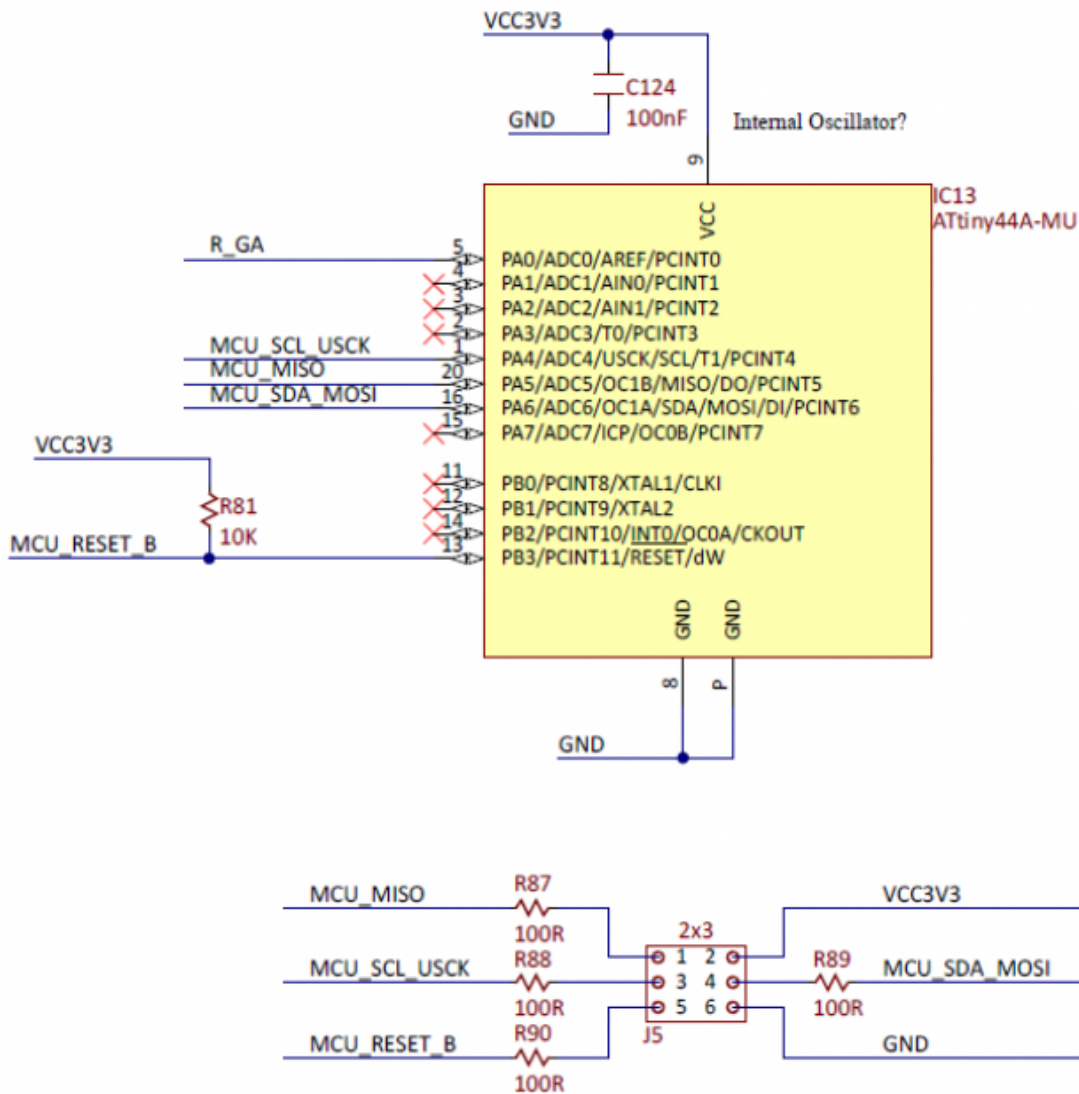 VCC3V3
C124
100nF
GND
Internal Oscillator?
9
VCC
IC13
ATtiny44A-MU
R_GA
5
PA0/ADC0/AREF/PCINT0
4
PA1/ADC1/AIN0/PCINT1
3
PA2/ADC2/AIN1/PCINT2
2
PA3/ADC3/T0/PCINT3
MCU_SCL_USCK
1
PA4/ADC4/USCK/SCL/T1/PCINT4
MCU_MISO
20
PA5/ADC5/OC1B/MISO/DO/PCINT5
MCU_SDA_MOSI
16
PA6/ADC6/OC1A/SDA/MOSI/DI/PCINT6
15
PA7/ADC7/ICP/OC0B/PCINT7
VCC3V3
R81
10K
11
PB0/PCINT8/XTAL1/CLKI
12
PB1/PCINT9/XTAL2
14
PB2/PCINT10/INT0/OC0A/CKOUT
MCU_RESET_B
13
PB3/PCINT11/RESET/dW
GND
GND
8
P
GND
MCU_MISO
R87
100R
VCC3V3
2x3
1 2
MCU_SCL_USCK
R88
100R
3 4
R89
100R
MCU_SDA_MOSI
5 6
J5
MCU_RESET_B
R90
100R
GND